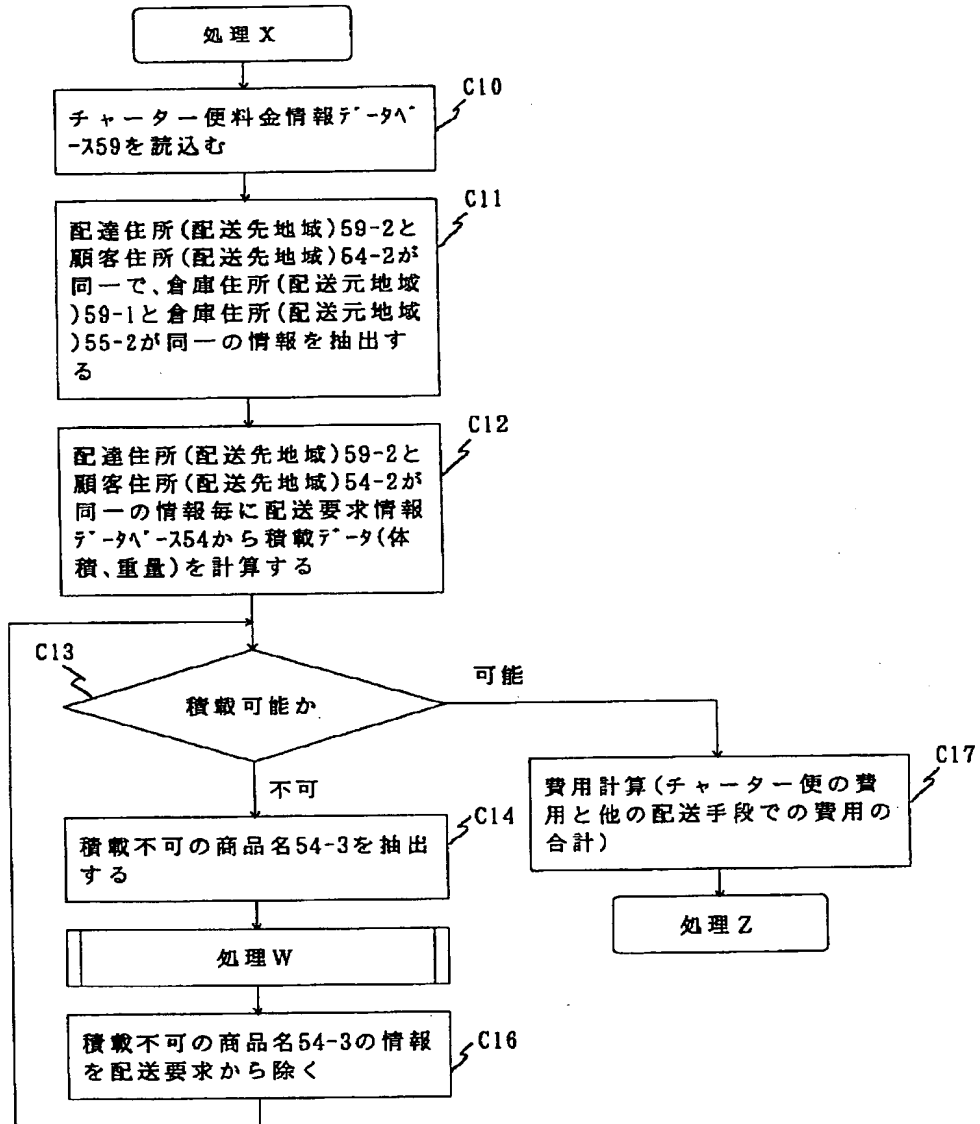 処理X
C10
チャーター便料金情報ﾃﾞｰﾀﾍﾞ
ｰｽ59を読込む
C11
配達住所(配送先地域)59-2と
顧客住所(配送先地域)54-2が
同一で、倉庫住所(配送元地域
)59-1と倉庫住所(配送元地域
)55-2が同一の情報を抽出す
る
C12
配達住所(配送先地域)59-2と
顧客住所(配送先地域)54-2が
同一の情報毎に配送要求情報
ﾃﾞｰﾀﾍﾞｰｽ54から積載ﾃﾞｰﾀ(体
積、重量)を計算する
C13
積載可能か
可能
不可
C17
費用計算(チャーター便の費
用と他の配送手段での費用の
合計)
処理Z
C14
積載不可の商品名54-3を抽出
する
処理W
C16
積載不可の商品名54-3の情報
を配送要求から除く